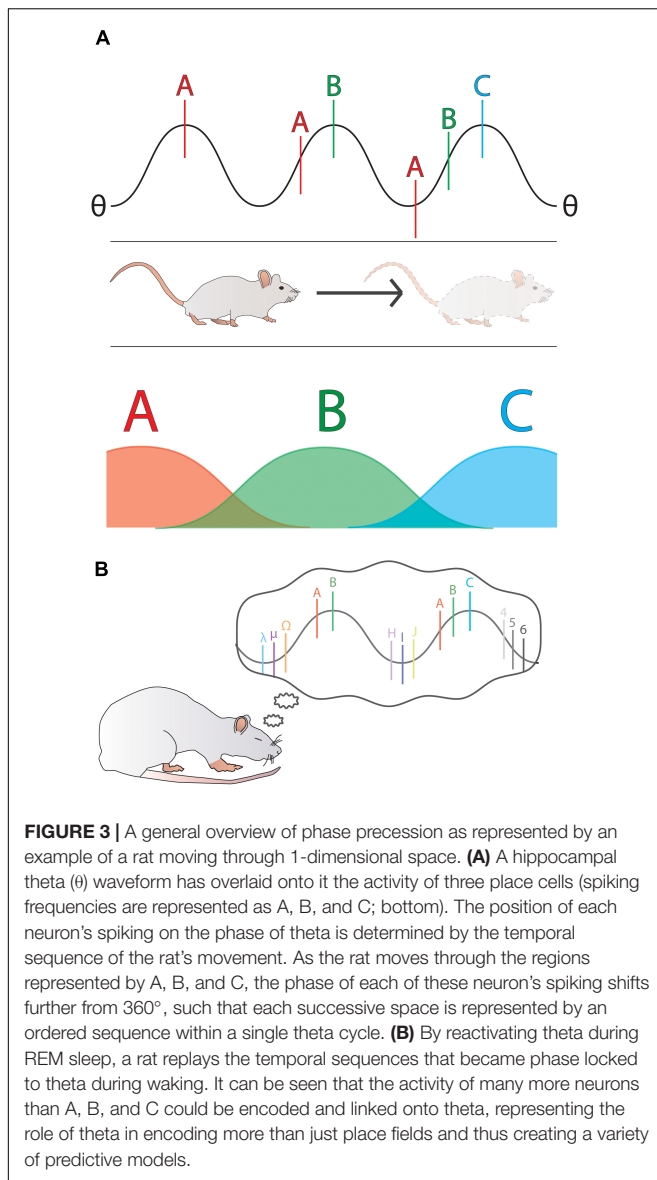 A
A
A
B
A
B
C
θ
θ
A
B
C
B
λ
μ
Ω
A
B
H
I
J
A
B
C
4
5
6
FIGURE 3 | A general overview of phase precession as represented by an
example of a rat moving through 1-dimensional space. (A) A hippocampal
theta (θ) waveform has overlaid onto it the activity of three place cells (spiking
frequencies are represented as A, B, and C; bottom). The position of each
neuron's spiking on the phase of theta is determined by the temporal
sequence of the rat's movement. As the rat moves through the regions
represented by A, B, and C, the phase of each of these neuron's spiking shifts
further from 360°, such that each successive space is represented by an
ordered sequence within a single theta cycle. (B) By reactivating theta during
REM sleep, a rat replays the temporal sequences that became phase locked
to theta during waking. It can be seen that the activity of many more neurons
than A, B, and C could be encoded and linked onto theta, representing the
role of theta in encoding more than just place fields and thus creating a variety
of predictive models.